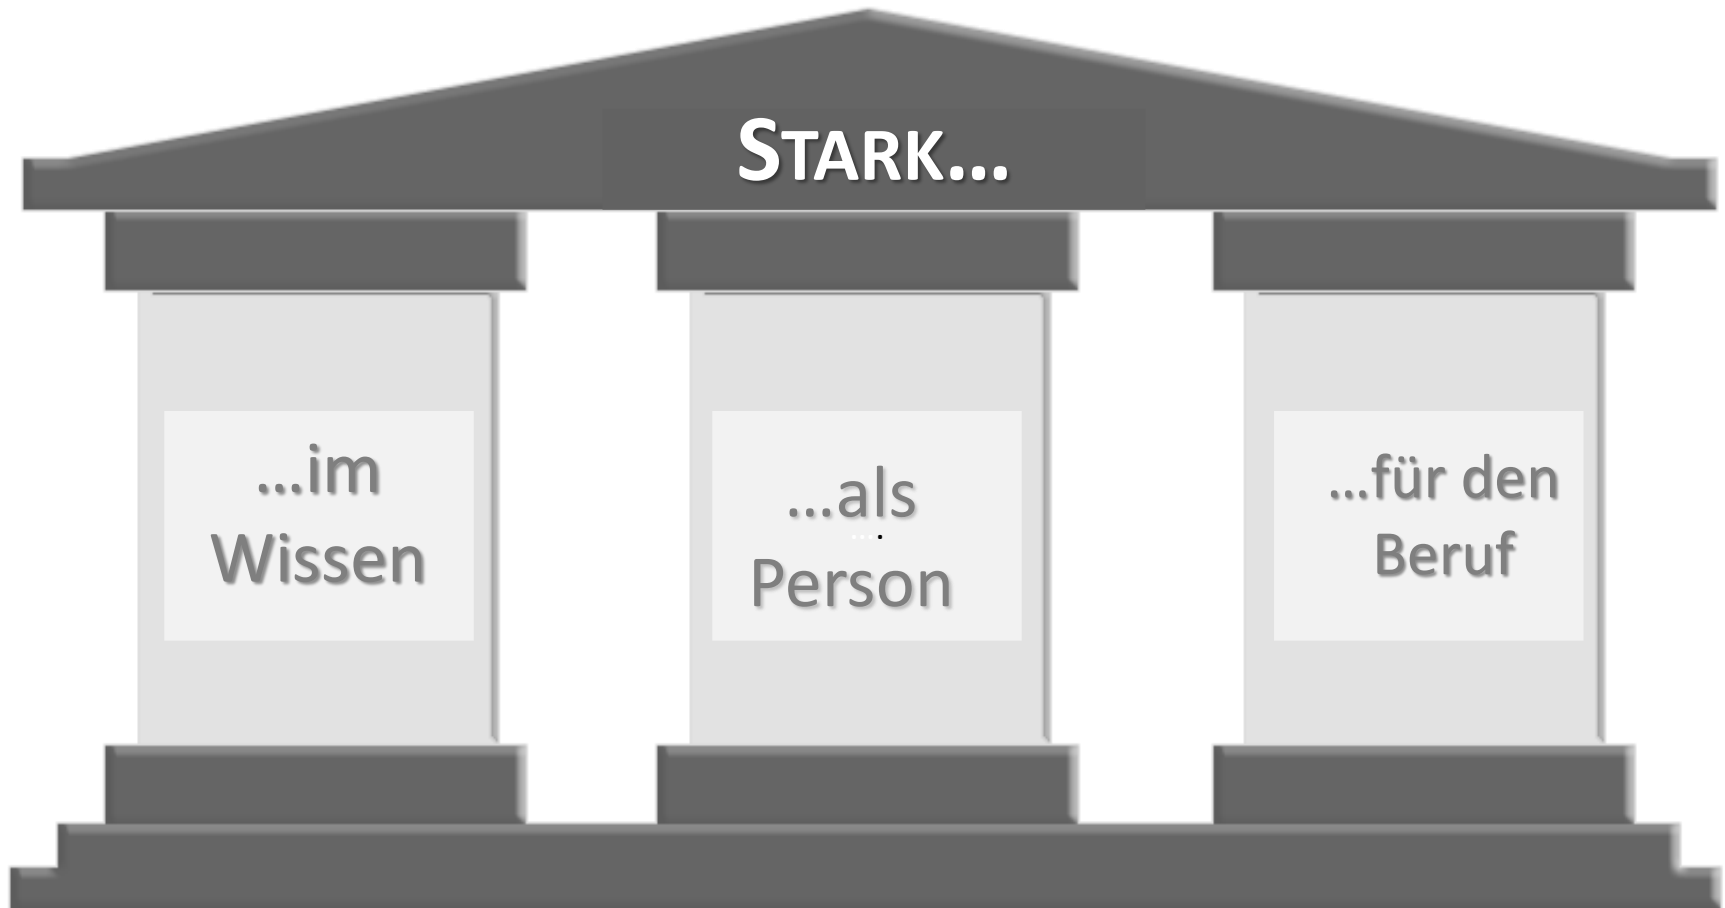 STARK...
...im
Wissen
...als
....
Person
...für den
Beruf